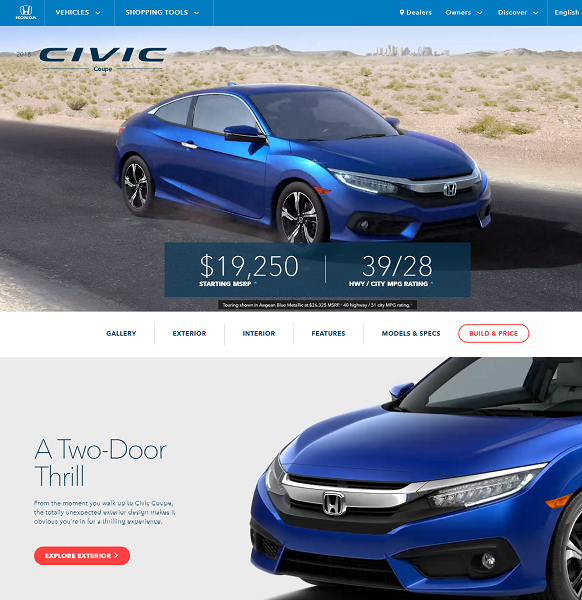 HONDA
VEHICLES
SHOPPING TOOLS
Dealers
Owners
Discover
English
2018
CIVIC
Coupe
$19,250
STARTING MSRP
39/28
HWY / CITY MPG RATING
Touring shown in Aegean Blue Metallic at $26,325 MSRP. 40 highway / 31 city MPG rating.
GALLERY
EXTERIOR
INTERIOR
FEATURES
MODELS & SPECS
BUILD & PRICE
A Two-Door
Thrill
From the moment you walk up to Civic Coupe,
the totally unexpected exterior design makes it
obvious you're in for a thrilling experience.
EXPLORE EXTERIOR